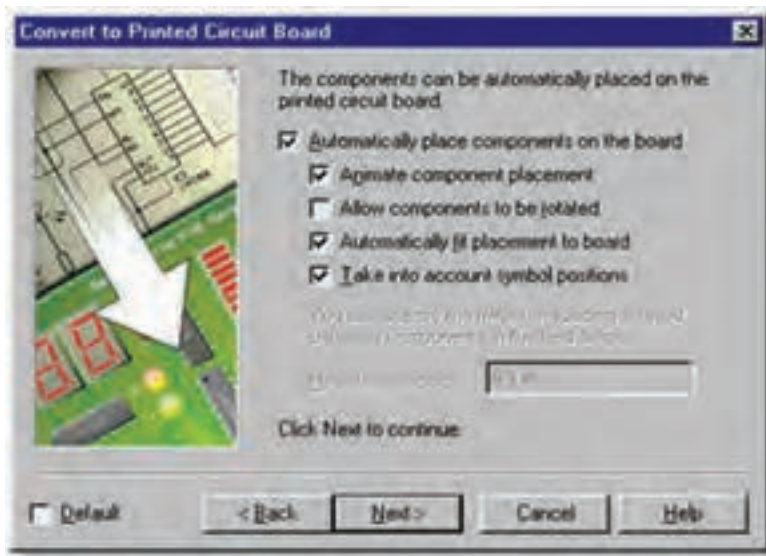 Convert to Printed Circuit Board
The components can be automatically placed on the
printed circuit board.
Automatically place components on the board
Animate component placement
Allow components to be rotated
Automatically fit placement to board
Take into account symbol positions
Click Next to continue.
Default
< Back
Next >
Cancel
Help